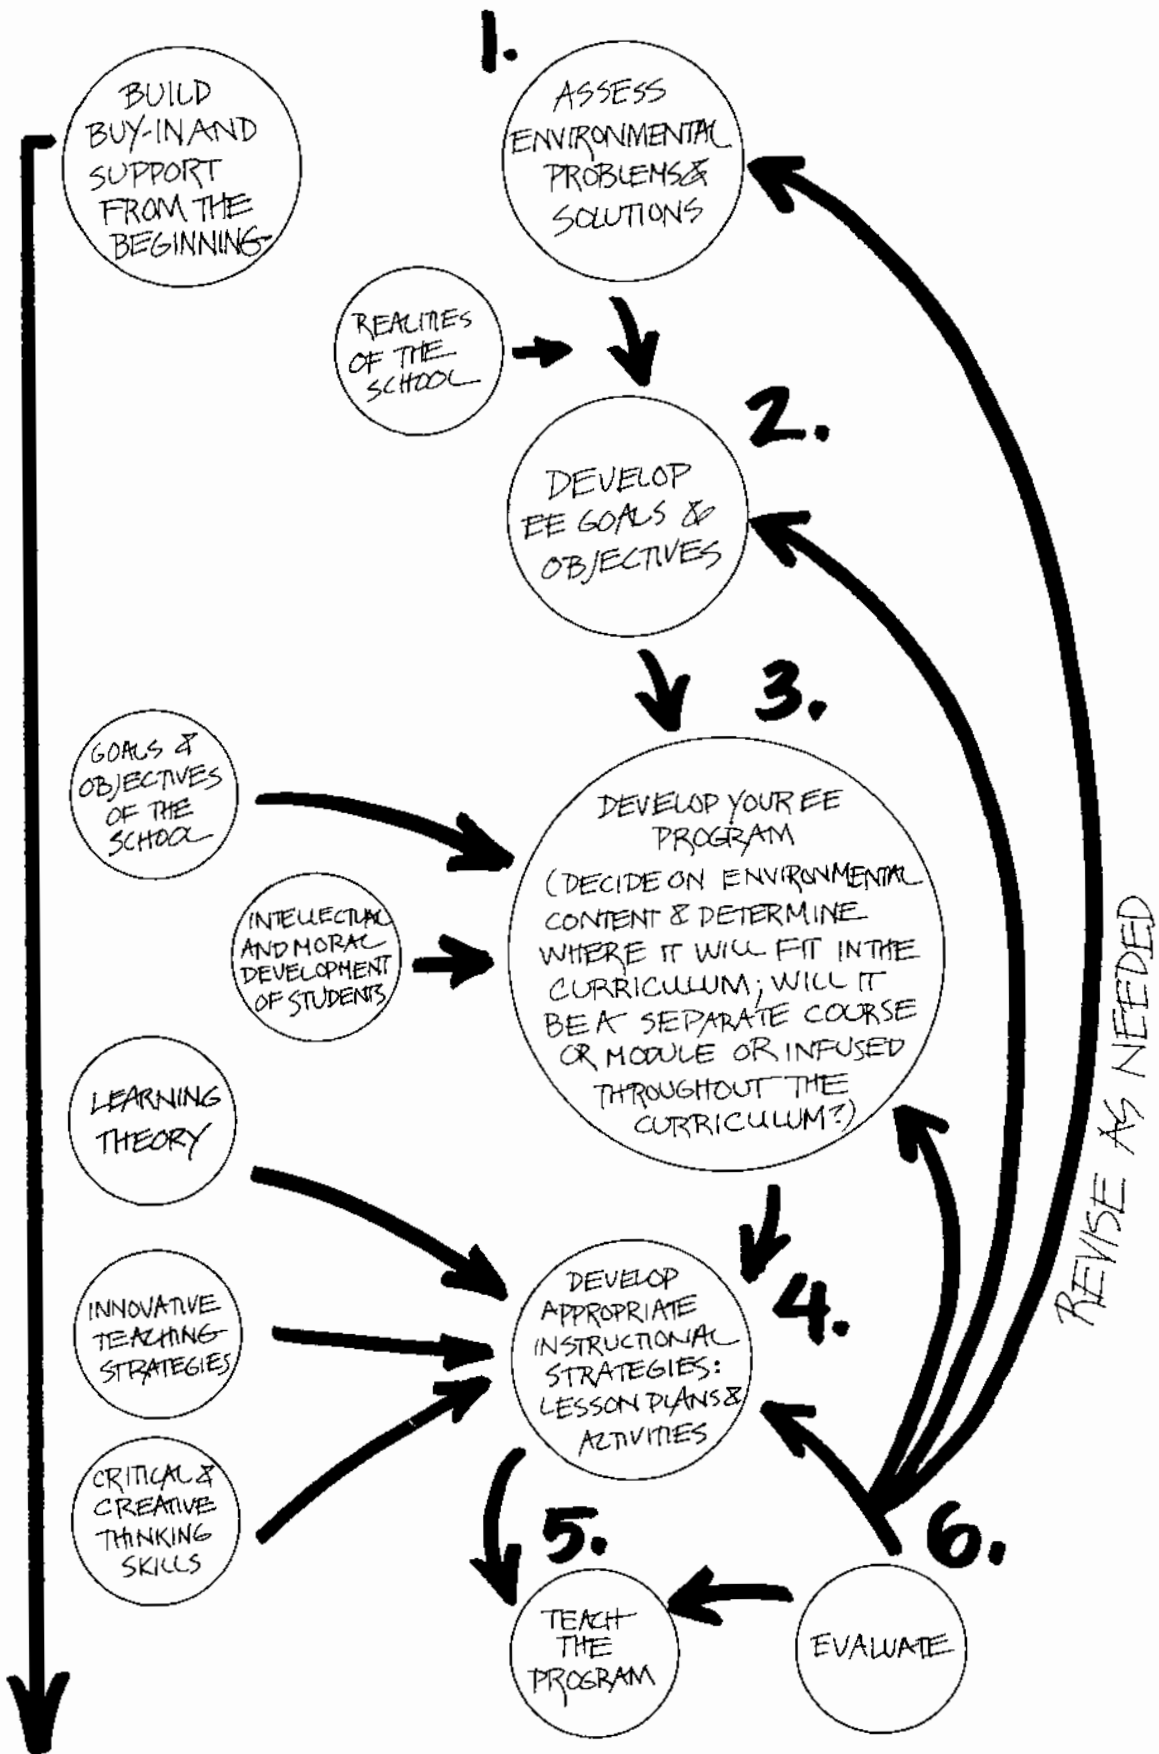 1.
BUILD
BUY-IN AND
SUPPORT
FROM THE
BEGINNING
ASSESS
ENVIRONMENTAL
PROBLEMS &
SOLUTIONS
REALITIES
OF THE
SCHOOL
2.
DEVELOP
EE GOALS &
OBJECTIVES
3.
GOALS &
OBJECTIVES
OF THE
SCHOOL
DEVELOP YOUR EE
PROGRAM
(DECIDE ON ENVIRONMENTAL
CONTENT & DETERMINE
WHERE IT WILL FIT IN THE
CURRICULUM; WILL IT
BE A SEPARATE COURSE
OR MODULE OR INFUSED
THROUGHOUT THE
CURRICULUM?)
INTELLECTUAL
AND MORAL
DEVELOPMENT
OF STUDENTS
REVISE AS NEEDED
LEARNING
THEORY
4.
DEVELOP
APPROPRIATE
INSTRUCTIONAL
STRATEGIES:
LESSON PLANS &
ACTIVITIES
INNOVATIVE
TEACHING
STRATEGIES
CRITICAL &
CREATIVE
THINKING
SKILLS
5.
TEACH
THE
PROGRAM
6.
EVALUATE